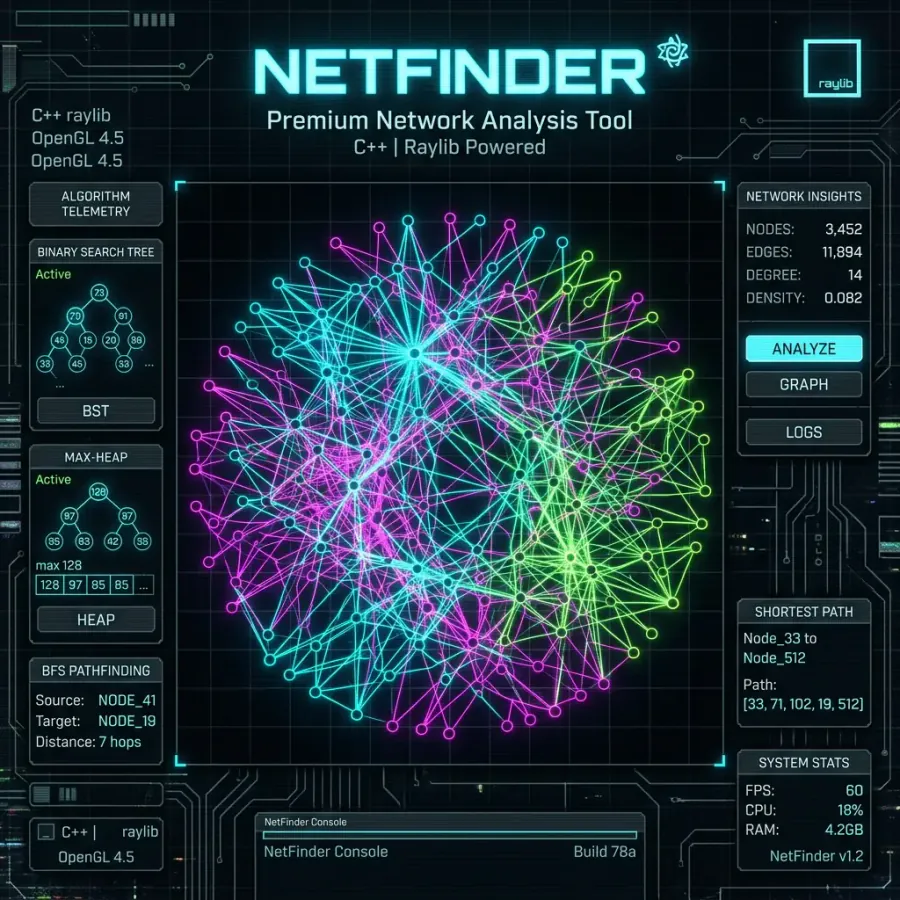 NETFINDER
Premium Network Analysis Tool
C++ | Raylib Powered
raylib
C++ raylib
OpenGL 4.5
OpenGL 4.5
ALGORITHM
TELEMETRY
BINARY SEARCH TREE
Active
73
70 91
48 15 20 86
33 45 33
...
...
BST
MAX-HEAP
Active
128
97 87
95 63 42 38
max 128
128 97 85 85 ...
HEAP
BFS PATHFINDING
Source: NODE_41
Target: NODE_19
Distance: 7 hops
C++ | raylib
OpenGL 4.5
NetFinder Console
NetFinder Console Build 78a
NETWORK INSIGHTS
NODES: 3,452
EDGES: 11,894
DEGREE: 14
DENSITY: 0.082
ANALYZE
GRAPH
LOGS
SHORTEST PATH
Node_33 to
Node_512
Path:
[33, 71, 102, 19, 512]
SYSTEM STATS
FPS: 60
CPU: 18%
RAM: 4.2GB
NetFinder v1.2